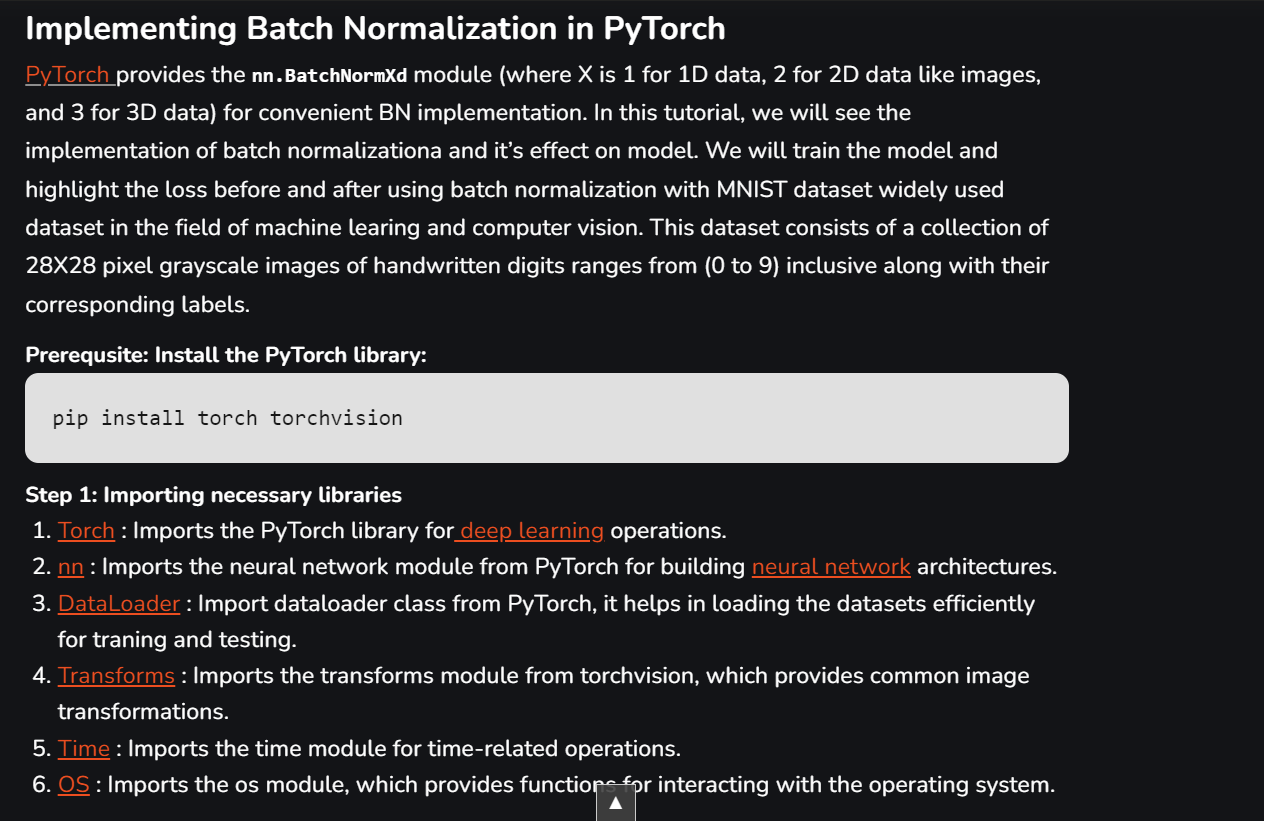 Implementing Batch Normalization in PyTorch
PyTorch provides the nn.BatchNormXd module (where X is 1 for 1D data, 2 for 2D data like images,
and 3 for 3D data) for convenient BN implementation. In this tutorial, we will see the
implementation of batch normalizationa and it’s effect on model. We will train the model and
highlight the loss before and after using batch normalization with MNIST dataset widely used
dataset in the field of machine learing and computer vision. This dataset consists of a collection of
28X28 pixel grayscale images of handwritten digits ranges from (0 to 9) inclusive along with their
corresponding labels.
Prerequsite: Install the PyTorch library:
pip install torch torchvision
Step 1: Importing necessary libraries
1. Torch : Imports the PyTorch library for deep learning operations.
2. nn : Imports the neural network module from PyTorch for building neural network architectures.
3. DataLoader : Import dataloader class from PyTorch, it helps in loading the datasets efficiently
for traning and testing.
4. Transforms : Imports the transforms module from torchvision, which provides common image
transformations.
5. Time : Imports the time module for time-related operations.
6. OS : Imports the os module, which provides functions for interacting with the operating system.